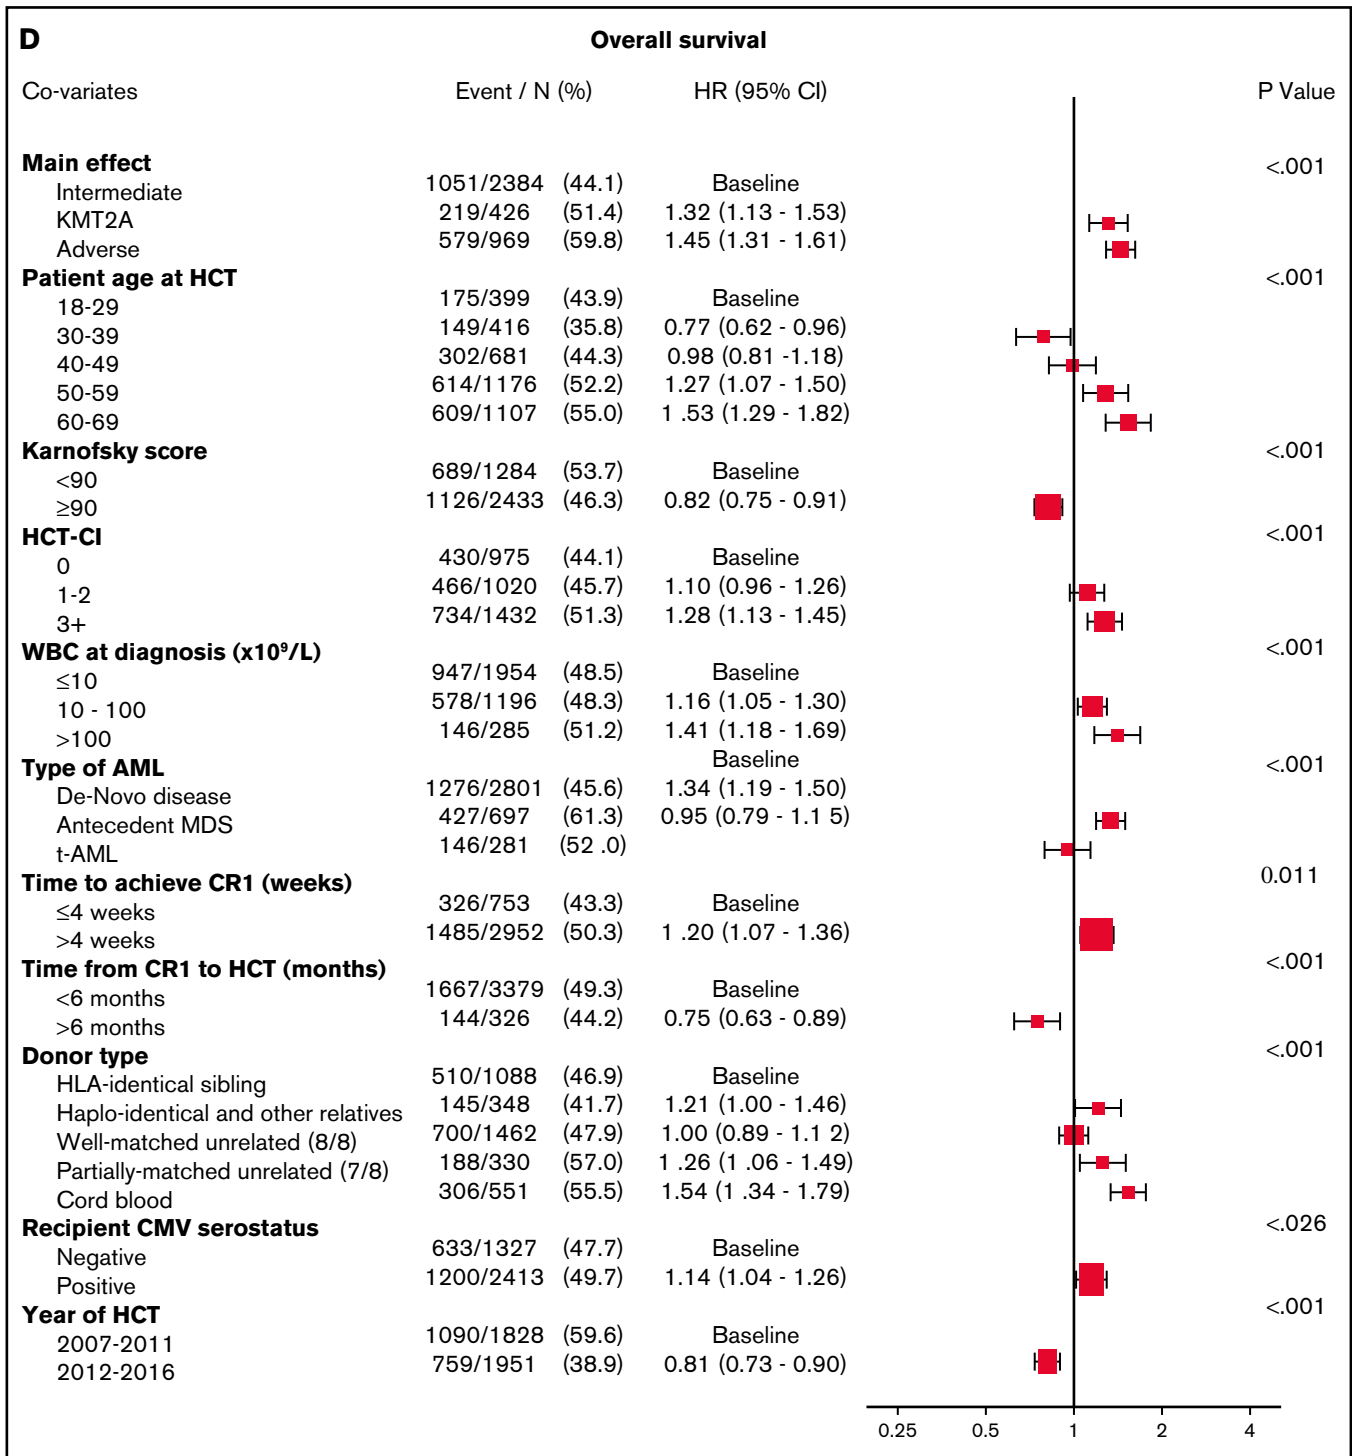 D Overall survival
Co-variates Event / N (%) HR (95% CI) P Value
Main effect <.001
Intermediate 1051/2384 (44.1) Baseline
KMT2A 219/426 (51.4) 1.32 (1.13 - 1.53)
Adverse 579/969 (59.8) 1.45 (1.31 - 1.61)
Patient age at HCT <.001
18-29 175/399 (43.9) Baseline
30-39 149/416 (35.8) 0.77 (0.62 - 0.96)
40-49 302/681 (44.3) 0.98 (0.81 -1.18)
50-59 614/1176 (52.2) 1.27 (1.07 - 1.50)
60-69 609/1107 (55.0) 1 .53 (1.29 - 1.82)
Karnofsky score <.001
<90 689/1284 (53.7) Baseline
≥90 1126/2433 (46.3) 0.82 (0.75 - 0.91)
HCT-CI <.001
0 430/975 (44.1) Baseline
1-2 466/1020 (45.7) 1.10 (0.96 - 1.26)
3+ 734/1432 (51.3) 1.28 (1.13 - 1.45)
WBC at diagnosis (x10⁹/L) <.001
≤10 947/1954 (48.5) Baseline
10 - 100 578/1196 (48.3) 1.16 (1.05 - 1.30)
>100 146/285 (51.2) 1.41 (1.18 - 1.69)
Type of AML Baseline <.001
De-Novo disease 1276/2801 (45.6) 1.34 (1.19 - 1.50)
Antecedent MDS 427/697 (61.3) 0.95 (0.79 - 1.1 5)
t-AML 146/281 (52 .0)
Time to achieve CR1 (weeks) 0.011
≤4 weeks 326/753 (43.3) Baseline
>4 weeks 1485/2952 (50.3) 1 .20 (1.07 - 1.36)
Time from CR1 to HCT (months) <.001
<6 months 1667/3379 (49.3) Baseline
>6 months 144/326 (44.2) 0.75 (0.63 - 0.89)
Donor type <.001
HLA-identical sibling 510/1088 (46.9) Baseline
Haplo-identical and other relatives 145/348 (41.7) 1.21 (1.00 - 1.46)
Well-matched unrelated (8/8) 700/1462 (47.9) 1.00 (0.89 - 1.1 2)
Partially-matched unrelated (7/8) 188/330 (57.0) 1 .26 (1 .06 - 1.49)
Cord blood 306/551 (55.5) 1.54 (1 .34 - 1.79)
Recipient CMV serostatus <.026
Negative 633/1327 (47.7) Baseline
Positive 1200/2413 (49.7) 1.14 (1.04 - 1.26)
Year of HCT <.001
2007-2011 1090/1828 (59.6) Baseline
2012-2016 759/1951 (38.9) 0.81 (0.73 - 0.90)
0.25 0.5 1 2 4